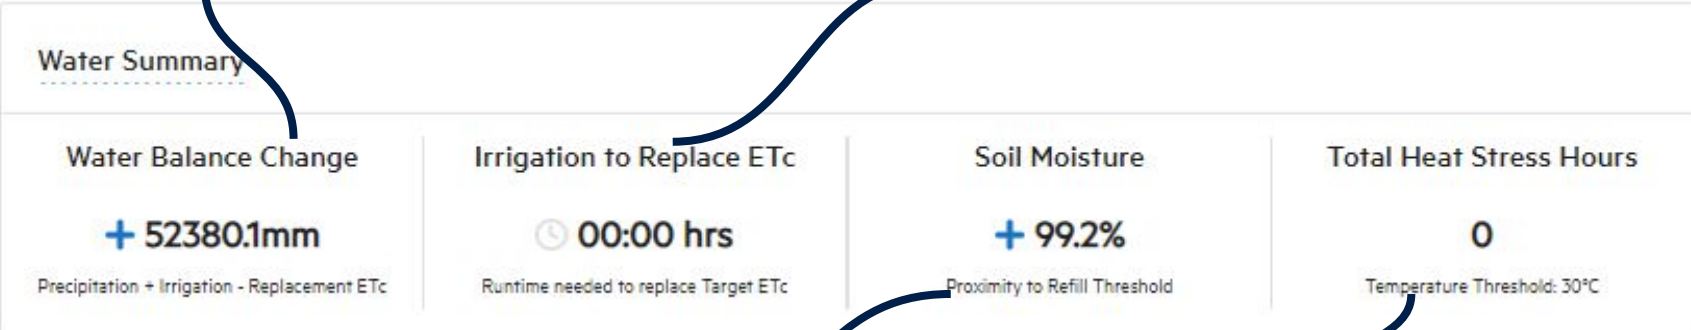 Water Summary
Water Balance Change
+ 52380.1mm
Precipitation + Irrigation - Replacement ETc
Irrigation to Replace ETc
00:00 hrs
Runtime needed to replace Target ETc
Soil Moisture
+ 99.2%
Proximity to Refill Threshold
Total Heat Stress Hours
0
Temperature Threshold: 30°C